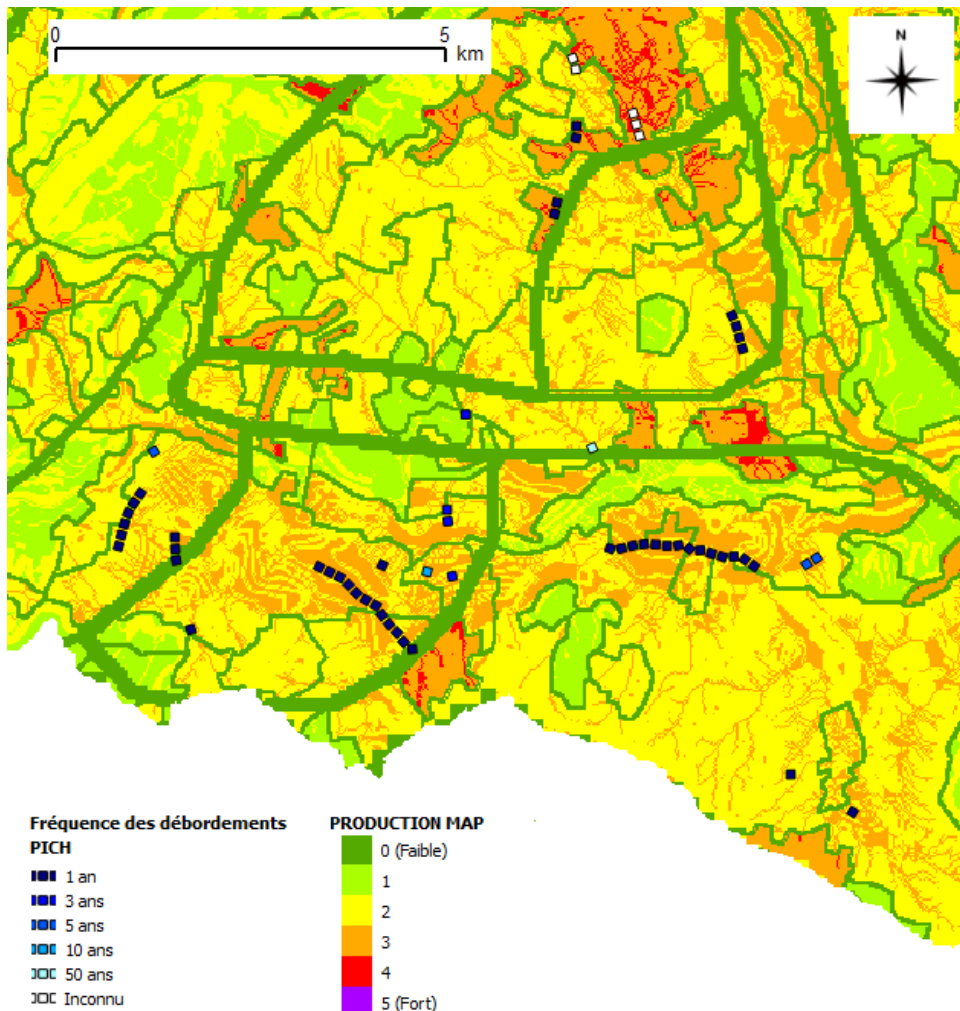 0 5
km
N
Fréquence des débordements
PICH
1 an
3 ans
5 ans
10 ans
50 ans
Inconnu
PRODUCTION MAP
0 (Faible)
1
2
3
4
5 (Fort)